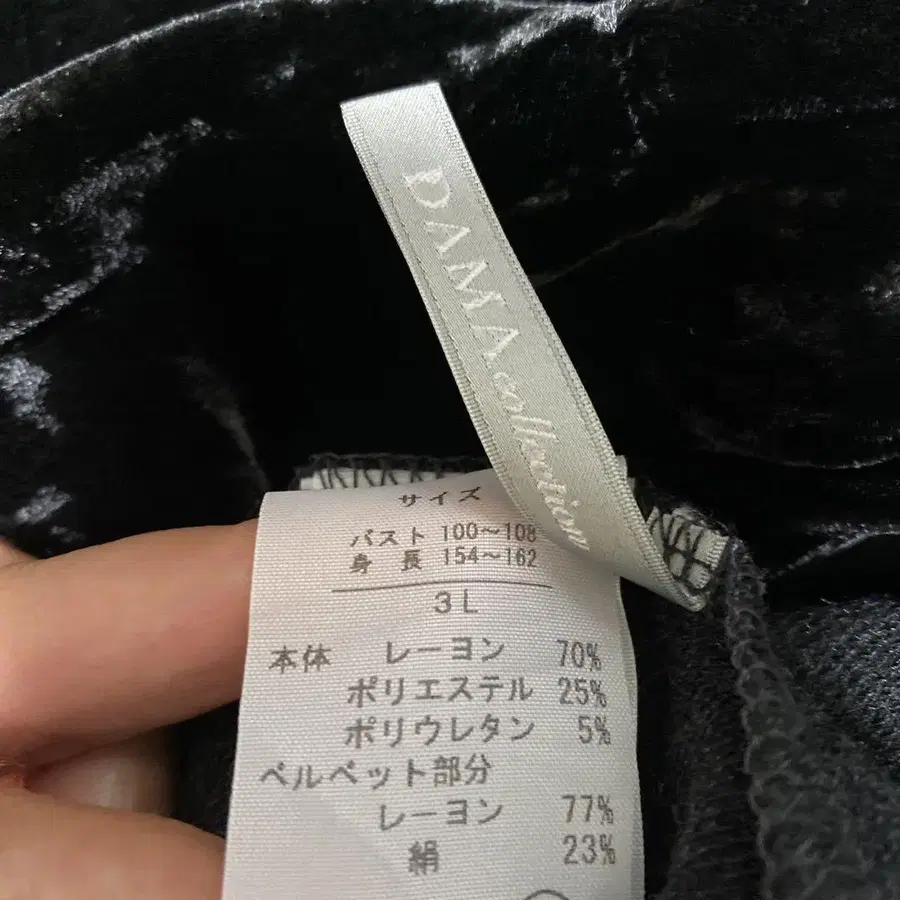 DAMA collection
サイズ
バスト 100～108
身長 154～162
3L
本体 レーヨン 70%
ポリエステル 25%
ポリウレタン 5%
ベルベット部分
レーヨン 77%
絹 23%